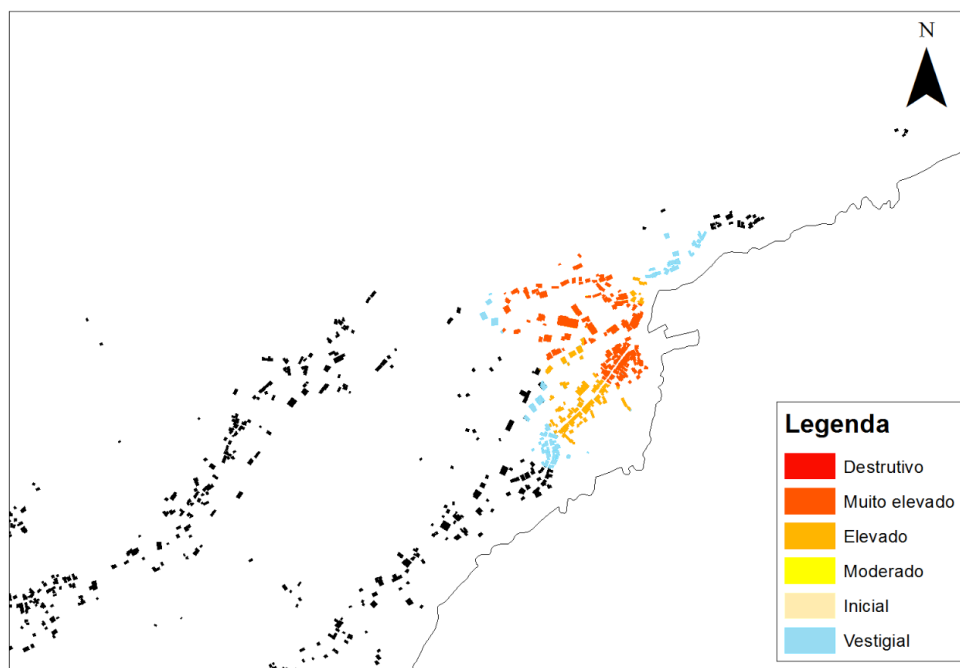 N
Legenda
Destrutivo
Muito elevado
Elevado
Moderado
Inicial
Vestigial